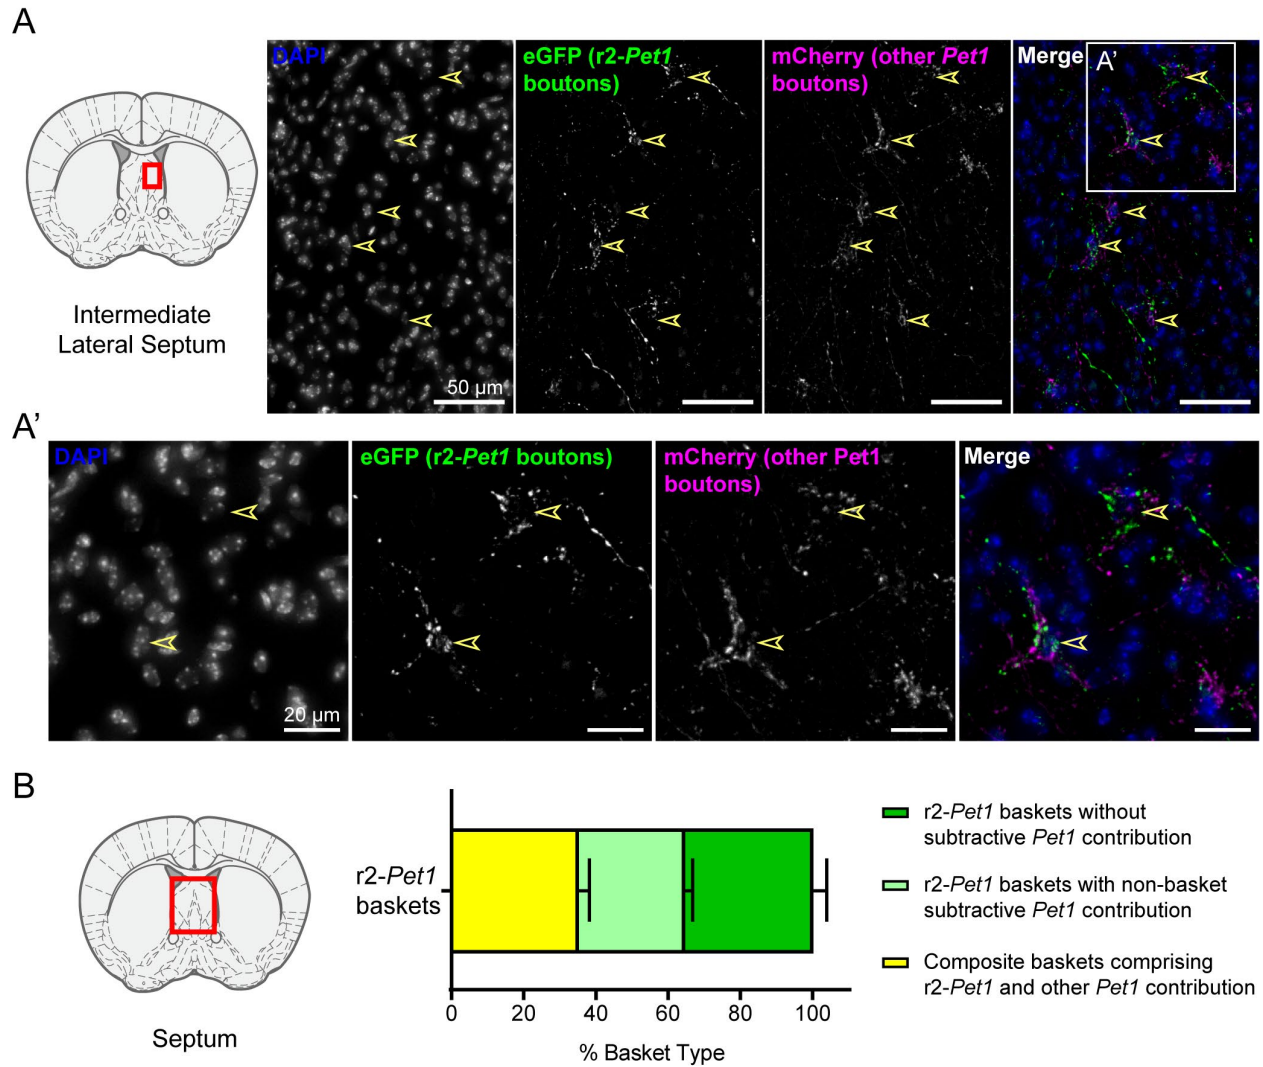 A
DAPI
eGFP (r2-Pet1
boutons)
mCherry (other Pet1
boutons)
Merge
A’
50 µm
Intermediate
Lateral Septum
A’
DAPI
eGFP (r2-Pet1 boutons)
mCherry (other Pet1
boutons)
Merge
20 µm
B
Septum
r2-Pet1
baskets
0 20 40 60 80 100
% Basket Type
r2-Pet1 baskets without
subtractive Pet1 contribution
r2-Pet1 baskets with non-basket
subtractive Pet1 contribution
Composite baskets comprising
r2-Pet1 and other Pet1 contribution